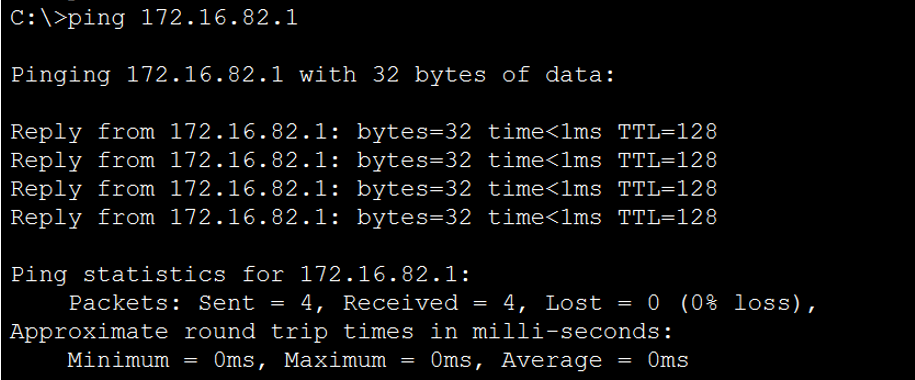 C:\>ping 172.16.82.1
Pinging 172.16.82.1 with 32 bytes of data:
Reply from 172.16.82.1: bytes=32 time<1ms TTL=128
Reply from 172.16.82.1: bytes=32 time<1ms TTL=128
Reply from 172.16.82.1: bytes=32 time<1ms TTL=128
Reply from 172.16.82.1: bytes=32 time<1ms TTL=128
Ping statistics for 172.16.82.1:
    Packets: Sent = 4, Received = 4, Lost = 0 (0% loss),
Approximate round trip times in milli-seconds:
    Minimum = 0ms, Maximum = 0ms, Average = 0ms